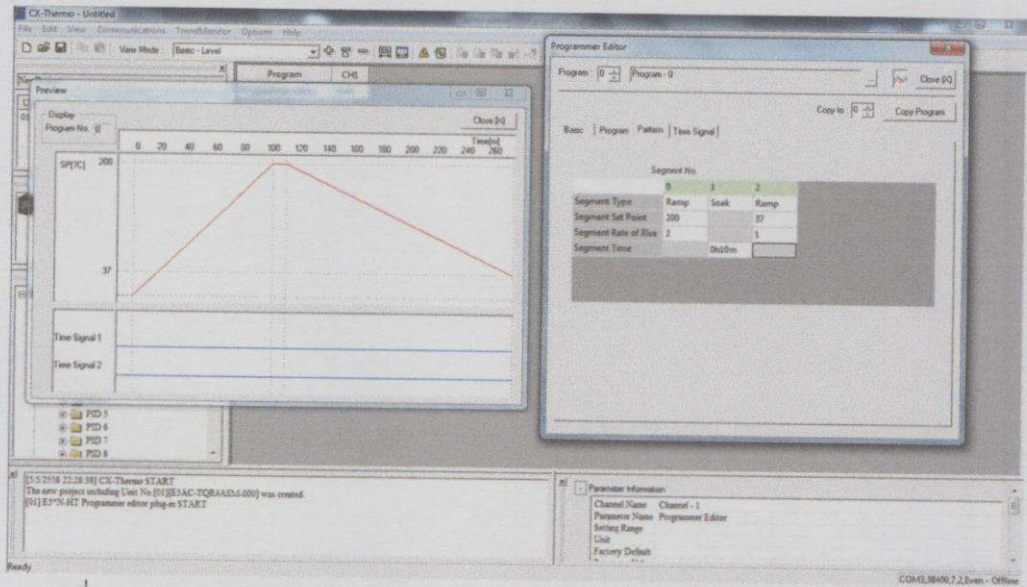 CX-Thermo - Untitled
File Edit View Communications TrendMonitor Options Help
View Mode : Basic - Level
Program CH1
Preview
Display
Program No. 0
Close [X]
Time[m]
0 20 40 60 80 100 120 140 160 180 200 220 240 260
SP[?C] 200
37
Time Signal 1
Time Signal 2
PID 5
PID 6
PID 7
PID 8
Programmer Editor
Program: 0 Program - 0
Close [X]
Copy to : 0 Copy Program
Basic Program Pattern Time Signal
Segment No.
0 1 2
Segment Type Ramp Soak Ramp
Segment Set Point 200 37
Segment Rate of Rise 2 1
Segment Time 0h10m
[3/5/2556 22:28:39] CX-Thermo START
The new project including Unit No.[01][E5AC-TQR4A5M-000] was created.
[01] E5*N-HT Programmer editor plug-in START
Parameter Information
Channel Name Channel - 1
Parameter Name Programmer Editor
Setting Range
Unit
Factory Default
Ready
COM3,38400,7,2,Even - Offline